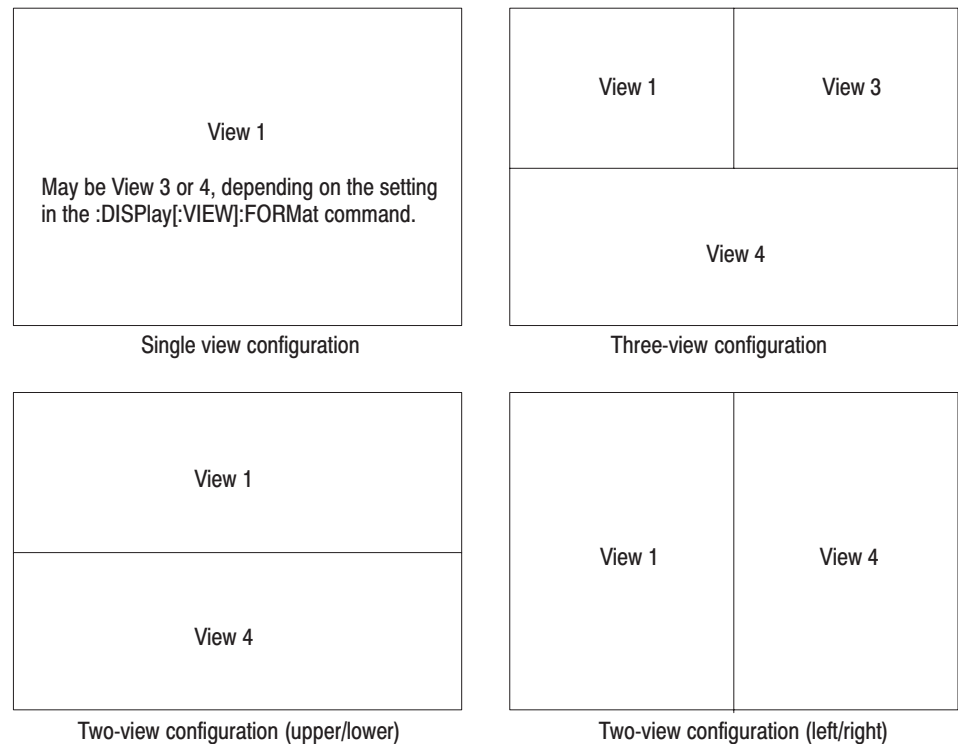 View 1
May be View 3 or 4, depending on the setting
in the :DISPlay[:VIEW]:FORMat command.
Single view configuration
View 1
View 3
View 4
Three-view configuration
View 1
View 4
Two-view configuration (upper/lower)
View 1
View 4
Two-view configuration (left/right)